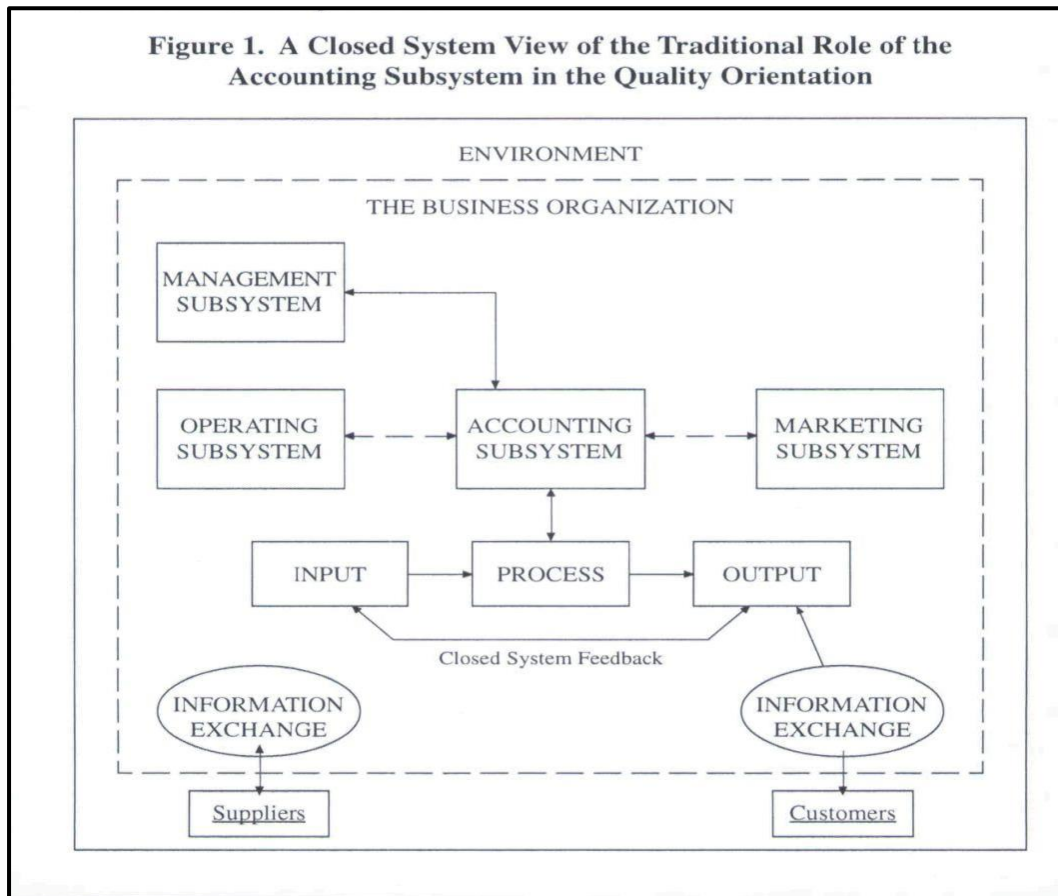 Figure 1. A Closed System View of the Traditional Role of the
Accounting Subsystem in the Quality Orientation
ENVIRONMENT
THE BUSINESS ORGANIZATION
MANAGEMENT
SUBSYSTEM
OPERATING
SUBSYSTEM
ACCOUNTING
SUBSYSTEM
MARKETING
SUBSYSTEM
INPUT
PROCESS
OUTPUT
Closed System Feedback
INFORMATION
EXCHANGE
INFORMATION
EXCHANGE
Suppliers
Customers